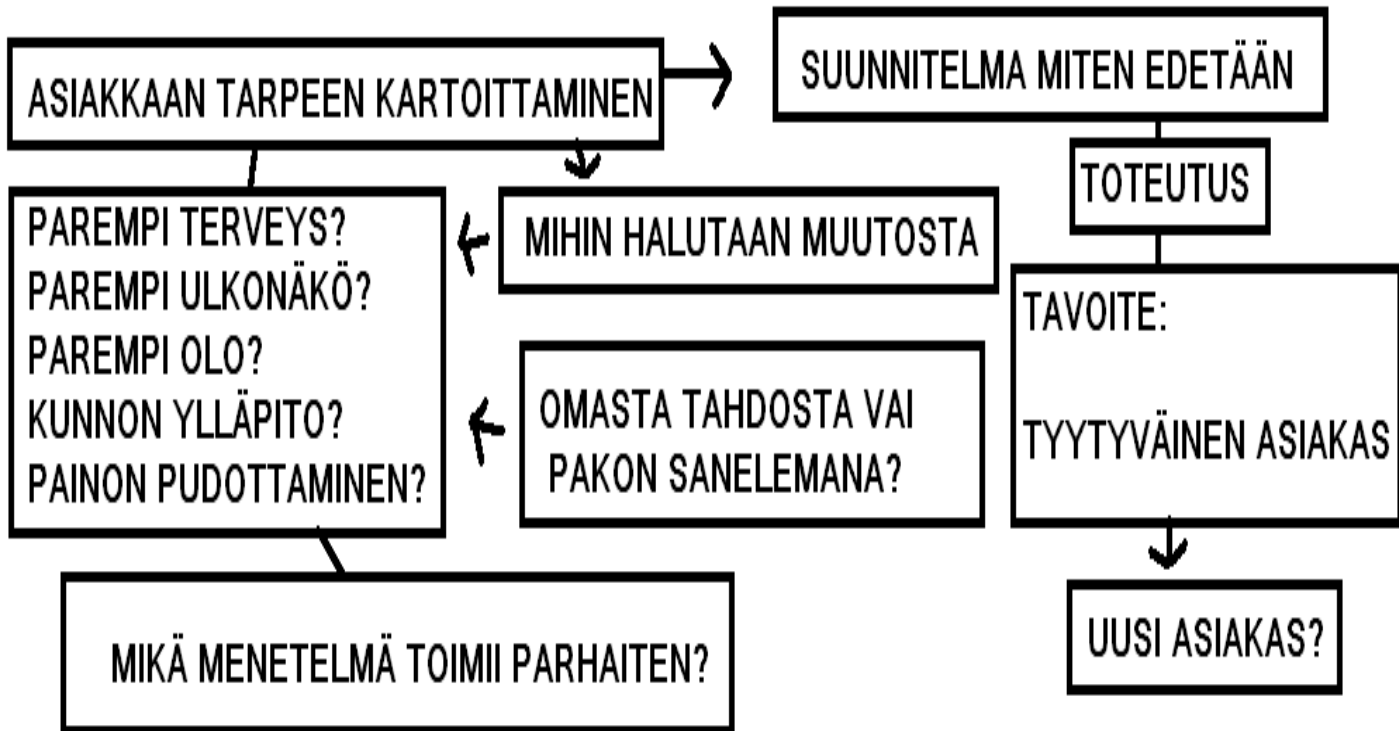 ASIAKKAAN TARPEEN KARTOITTAMINEN
SUUNNITELMA MITEN EDETÄÄN
TOTEUTUS
PAREMPI TERVEYS?
PAREMPI ULKONÄKÖ?
PAREMPI OLO?
KUNNON YLLÄPITO?
PAINON PUDOTTAMINEN?
MIHIN HALUTAAN MUUTOSTA
OMASTA TAHDOSTA VAI
PAKON SANELEMANA?
TAVOITE:
TYYTYVÄINEN ASIAKAS
MIKÄ MENETELMÄ TOIMII PARHAITEN?
UUSI ASIAKAS?